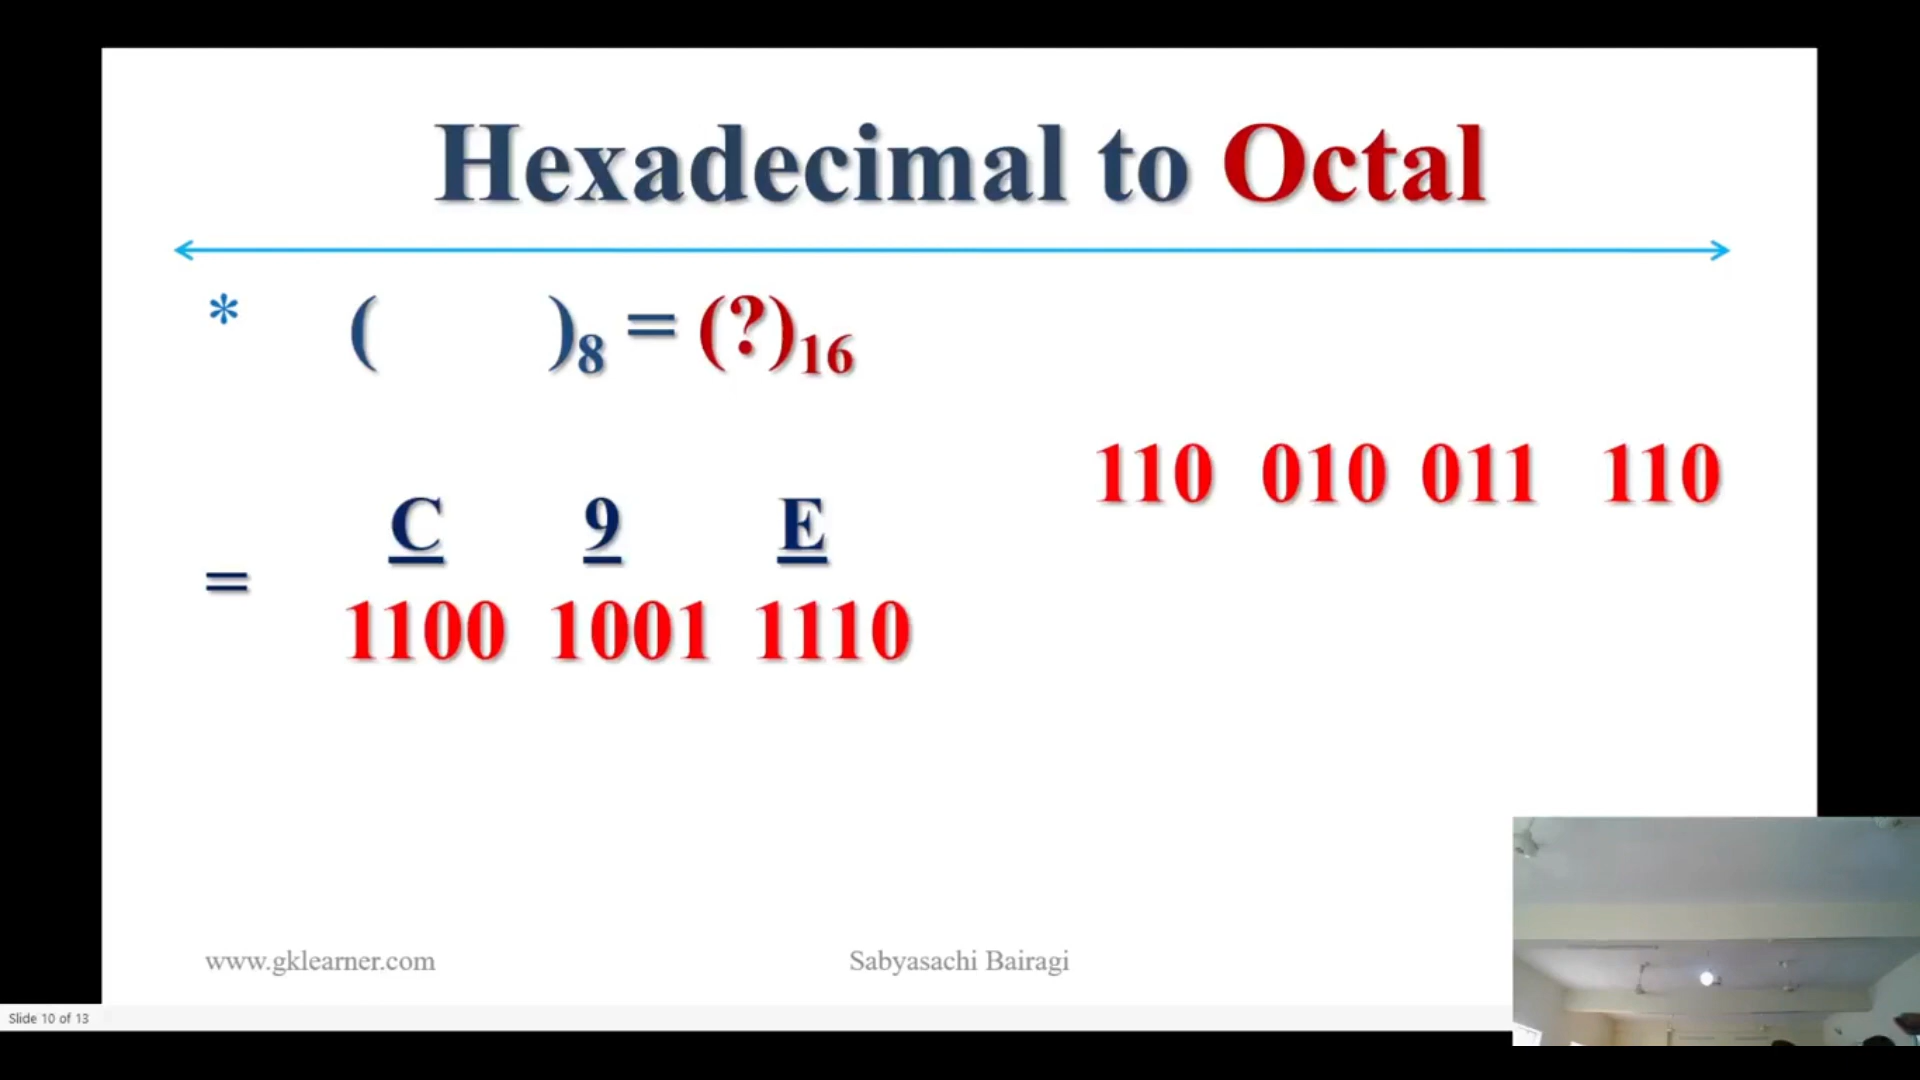 Hexadecimal to Octal
* ( )8 = (?)16
110 010 011 110
C 9 E
=
1100 1001 1110
www.gklearner.com
Sabyasachi Bairagi
Slide 10 of 13